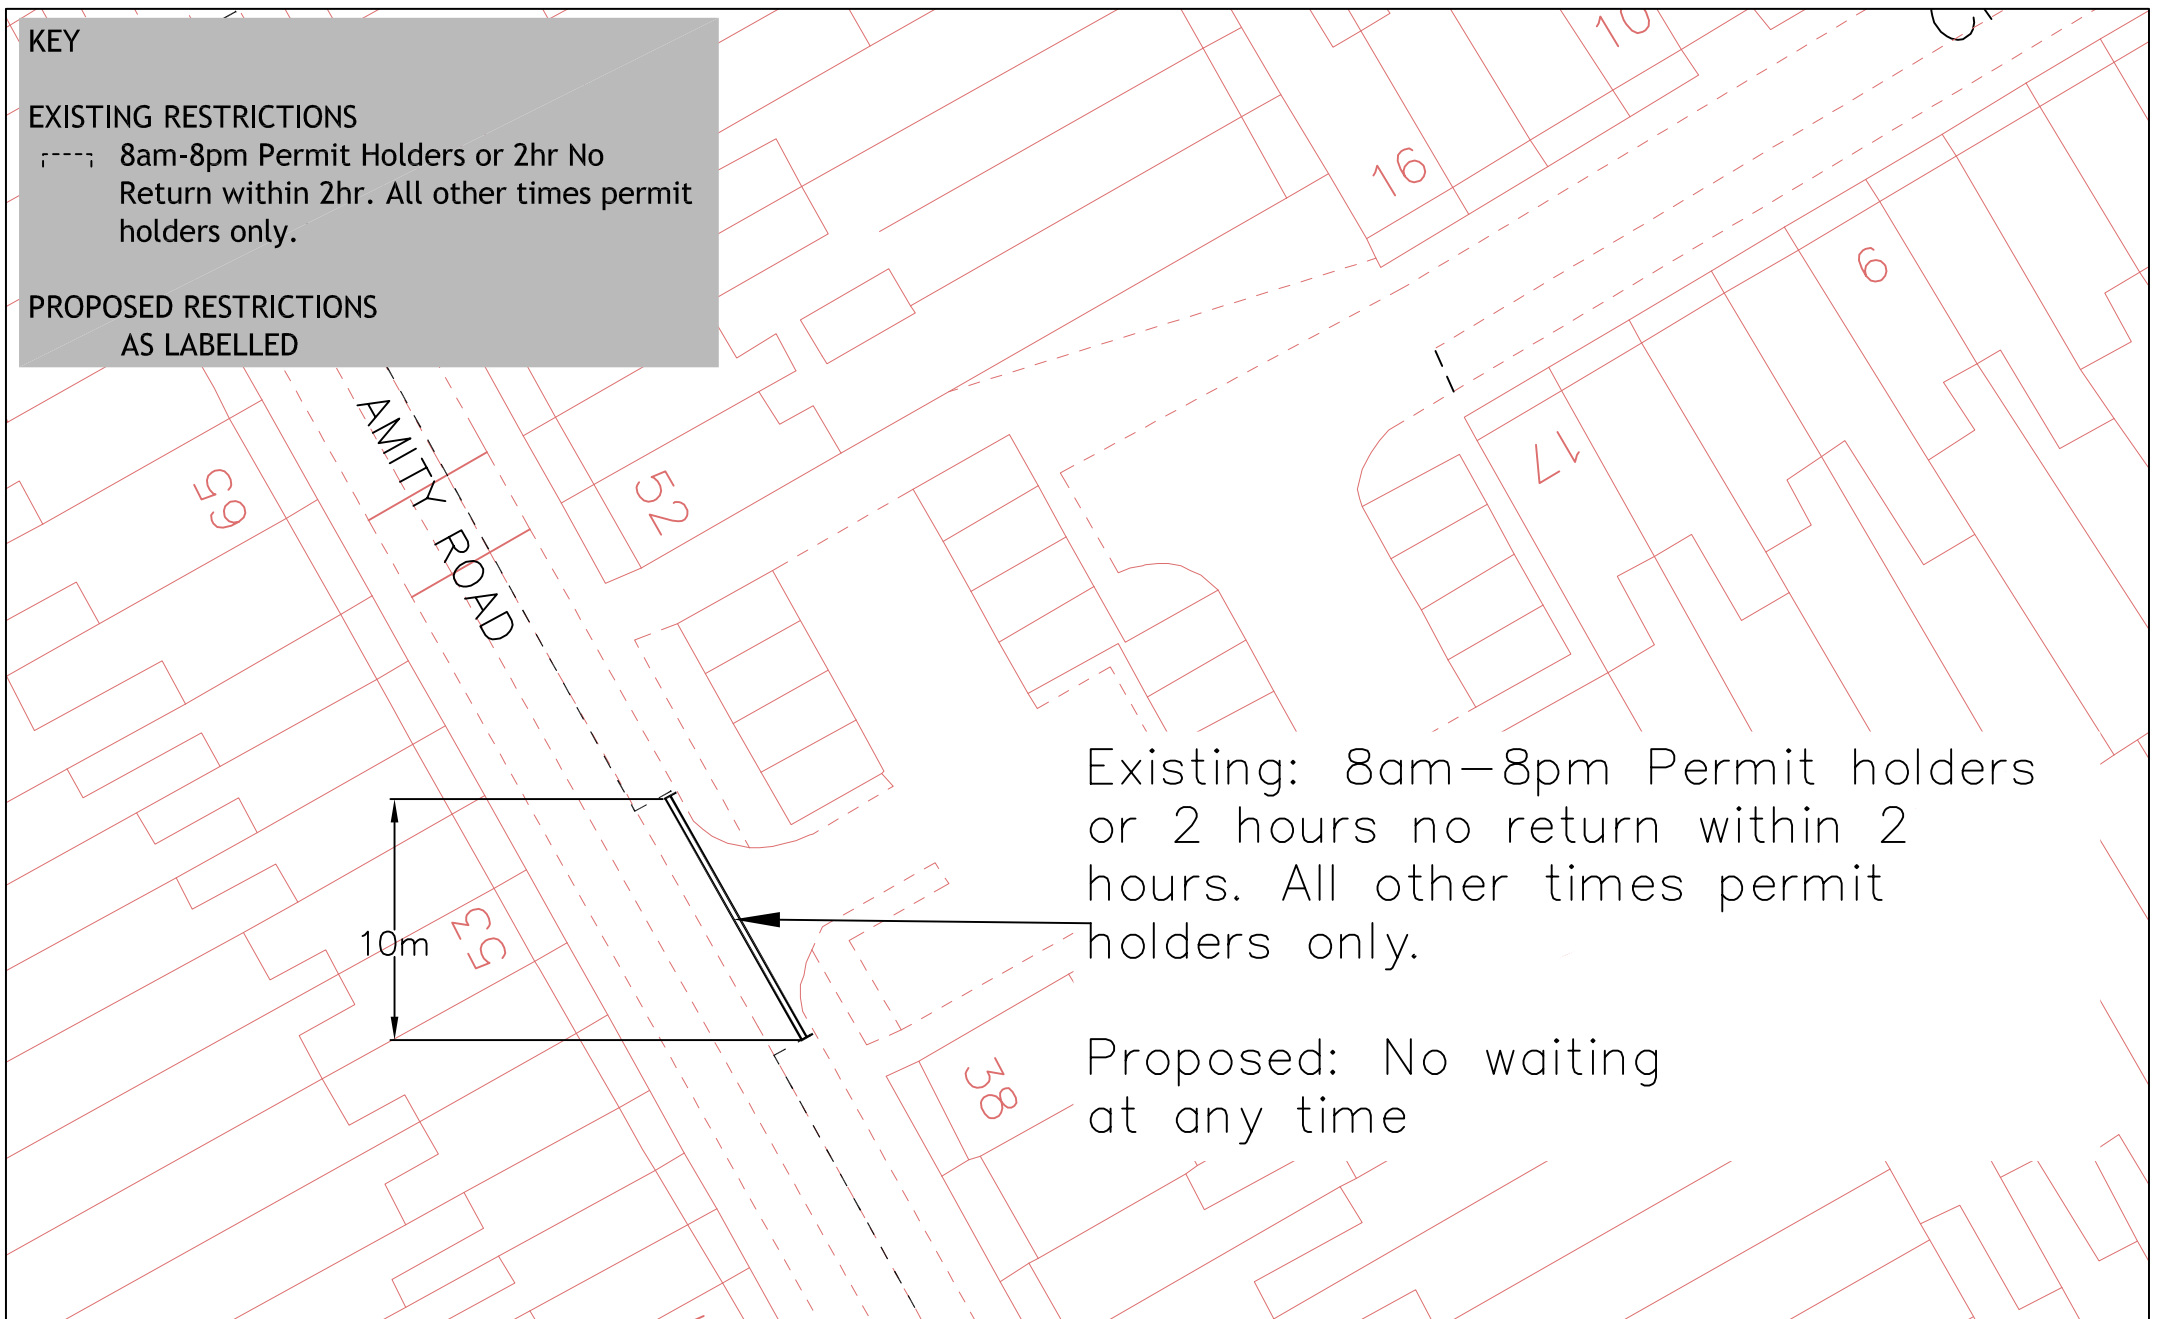 KEY
EXISTING RESTRICTIONS
8am-8pm Permit Holders or 2hr No
Return within 2hr. All other times permit
holders only.
PROPOSED RESTRICTIONS
AS LABELLED
10
16
9
17
59
AMITY ROAD
52
Existing: 8am-8pm Permit holders
or 2 hours no return within 2
hours. All other times permit
holders only.
53
10m
38
Proposed: No waiting
at any time